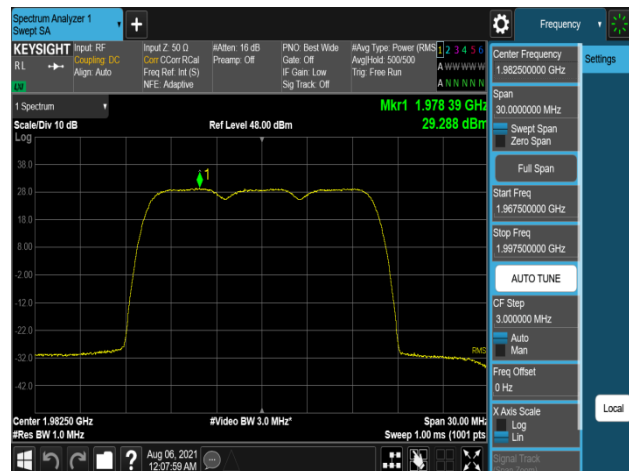 Spectrum Analyzer 1
Swept SA
Frequency
KEYSIGHT
RL
LXI
Input: RF
Coupling: DC
Align: Auto
Input Z: 50 Ω
Corr CCorr RCal
Freq Ref: Int (S)
NFE: Adaptive
#Atten: 16 dB
Preamp: Off
PNO: Best Wide
Gate: Off
IF Gain: Low
Sig Track: Off
#Avg Type: Power (RMS
Avg|Hold: 500/500
Trig: Free Run
1 2 3 4 5 6
A W W W W W
A N N N N N
1 Spectrum
Scale/Div 10 dB
Log
Ref Level 48.00 dBm
Mkr1 1.978 39 GHz
29.288 dBm
1
38.0
28.0
18.0
8.00
-2.00
-12.0
-22.0
-32.0
-42.0
RMS
Center 1.98250 GHz
#Res BW 1.0 MHz
#Video BW 3.0 MHz*
Span 30.00 MHz
Sweep 1.00 ms (1001 pts
?
Aug 06, 2021
12:07:59 AM
Center Frequency
1.982500000 GHz
Span
30.0000000 MHz
Swept Span
Zero Span
Full Span
Start Freq
1.967500000 GHz
Stop Freq
1.997500000 GHz
AUTO TUNE
CF Step
3.000000 MHz
Auto
Man
Freq Offset
0 Hz
X Axis Scale
Log
Lin
Signal Track
(Span Zoom)
Settings
Local